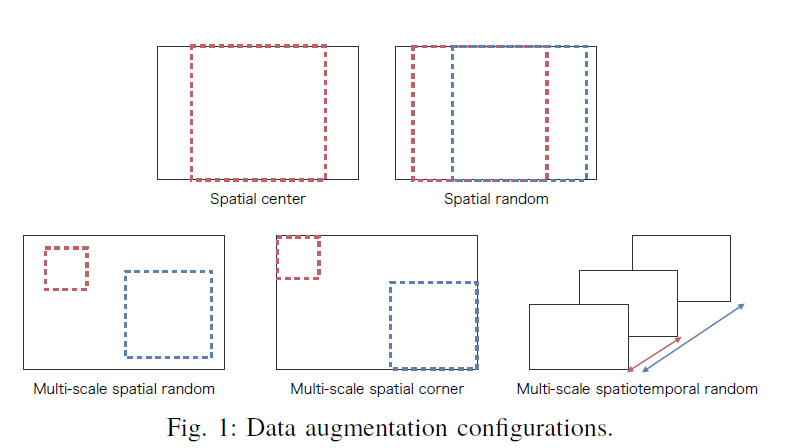 Spatial center
Spatial random
Multi-scale spatial random
Multi-scale spatial corner
Multi-scale spatiotemporal random
Fig. 1: Data augmentation configurations.